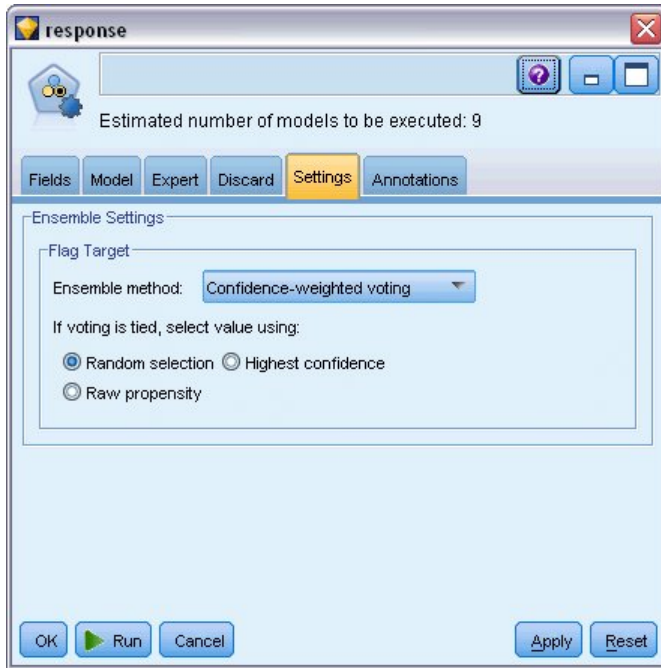 response
Estimated number of models to be executed: 9
Fields Model Expert Discard Settings Annotations
Ensemble Settings
Flag Target
Ensemble method: Confidence-weighted voting
If voting is tied, select value using:
Random selection Highest confidence
Raw propensity
OK Run Cancel Apply Reset